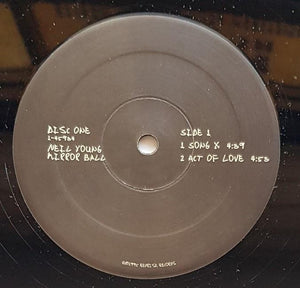 DISC ONE
NEIL YOUNG
MIRROR BALL
SIDE 1
1 SONG X 4:39
2 ACT OF LOVE 4:53